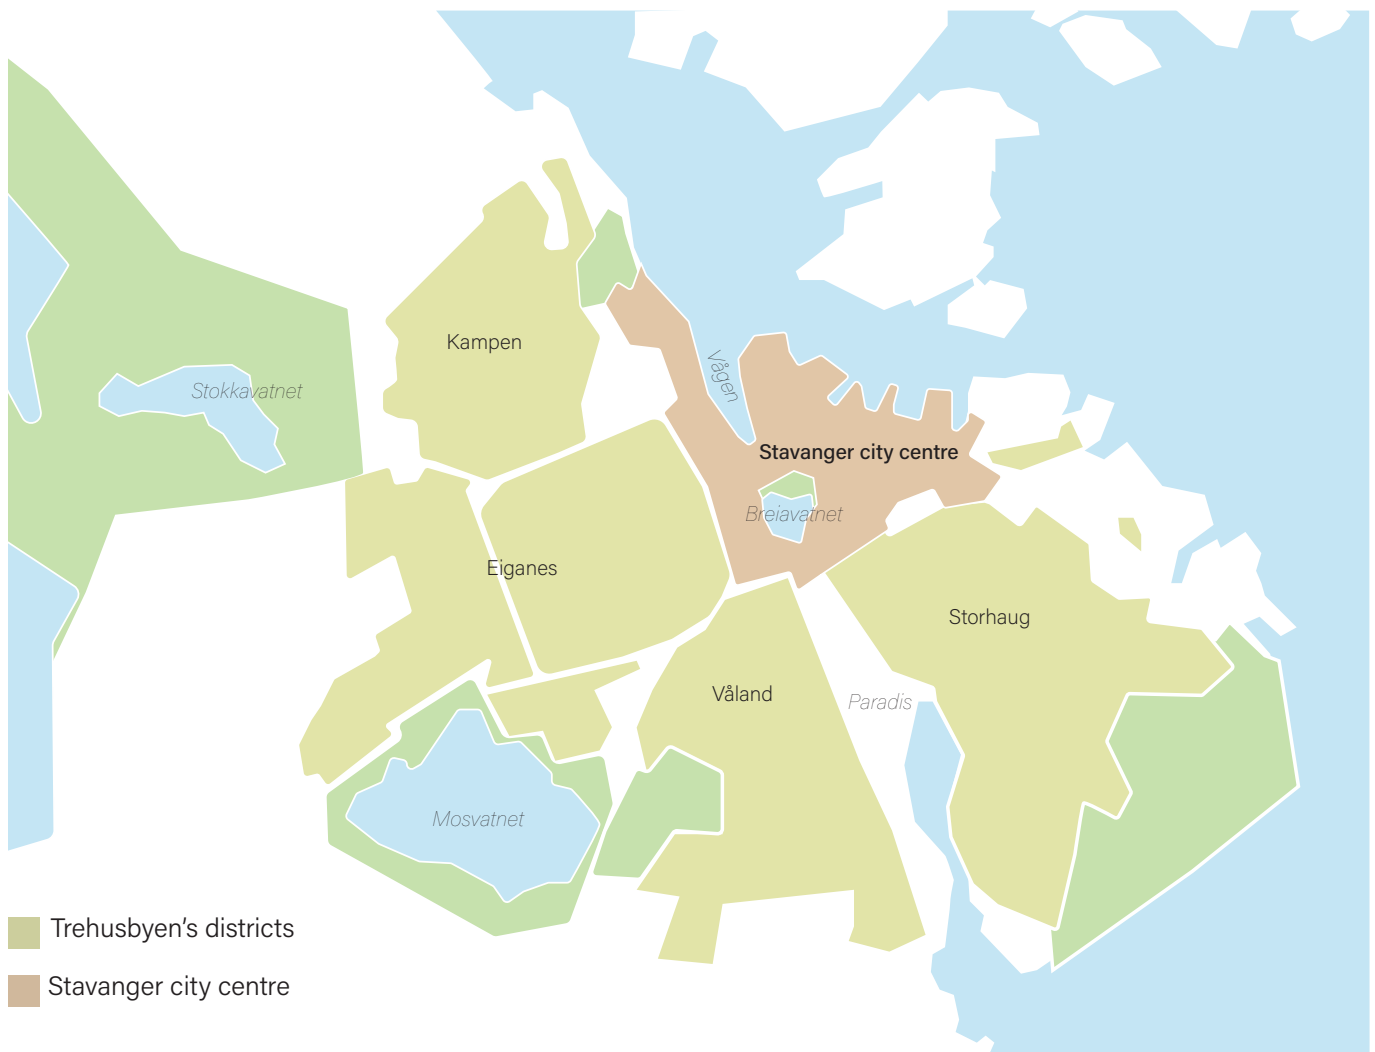 Kampen
Vågen
Stokkavatnet
Stavanger city centre
Breiavatnet
Eiganes
Storhaug
Våland
Paradis
Mosvatnet
Trehusbyen's districts
Stavanger city centre